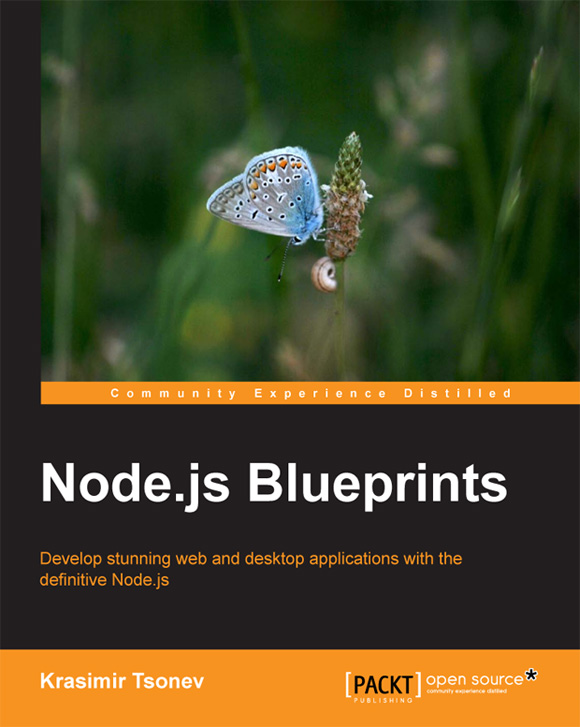 Community Experience Distilled
Node.js Blueprints
Develop stunning web and desktop applications with the
definitive Node.js
Krasimir Tsonev
[PACKT] open source*
PUBLISHING community experience distilled